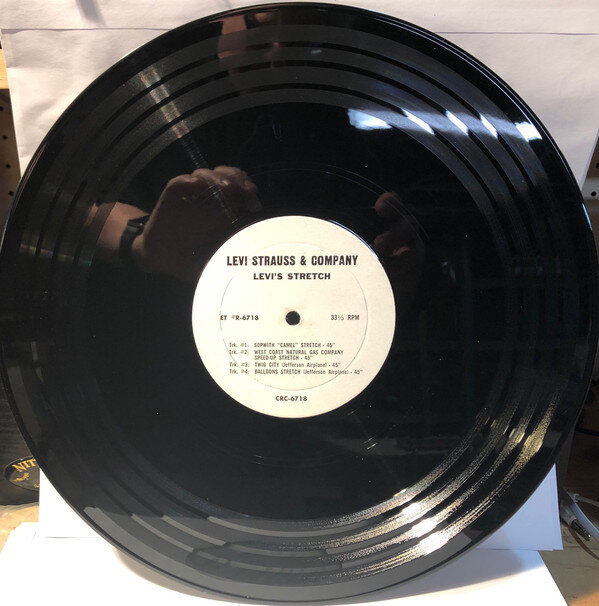 LEVI STRAUSS & COMPANY
LEVI'S STRETCH
ET #R-6718 33⅓ RPM
Trk. #1: SOPWITH "CAMEL" STRETCH - 45"
Trk. #2: WEST COAST NATURAL GAS COMPANY
SPEED-UP STRETCH - 45"
Trk. #3: TWIG CITY (Jefferson Airplane) - 45"
Trk. #4: BALLOONS STRETCH (Jefferson Airplane) - 45"
CRC-6718
NIT